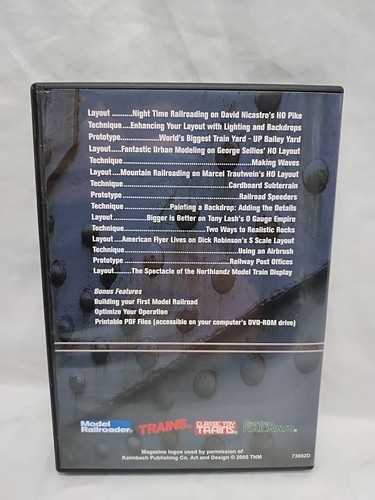 Layout .........Night Time Railroading on David Nicastro's HO Pike
Technique....Enhancing Your Layout with Lighting and Backdrops
Prototype.................World's Biggest Train Yard - UP Bailey Yard
Layout....Fantastic Urban Modeling on George Sellios' HO Layout
Technique......................................................Making Waves
Layout.....Mountain Railroading on Marcel Trautwein's HO Layout
Technique.............................................Cardboard Subterrain
Prototype..................................................Railroad Speeders
Technique....................Painting a Backdrop: Adding the Details
Layout.............Bigger is Better on Tony Lash's O Gauge Empire
Technique....................................Two Ways to Realistic Rocks
Layout....American Flyer Lives on Dick Robinson's S Scale Layout
Technique................................................Using an Airbrush
Prototype .............................................Railway Post Offices
Layout........The Spectacle of the Northlandz Model Train Display
Bonus Features
Building your First Model Railroad
Optimize Your Operation
Printable PDF Files (accessible on your computer's DVD-ROM drive)
Model Railroader® TRAINS® CLASSIC TOY TRAINS®
Magazine logos used by permission of
Kalmbach Publishing Co. Art and Design © 2005 TNM
73002D